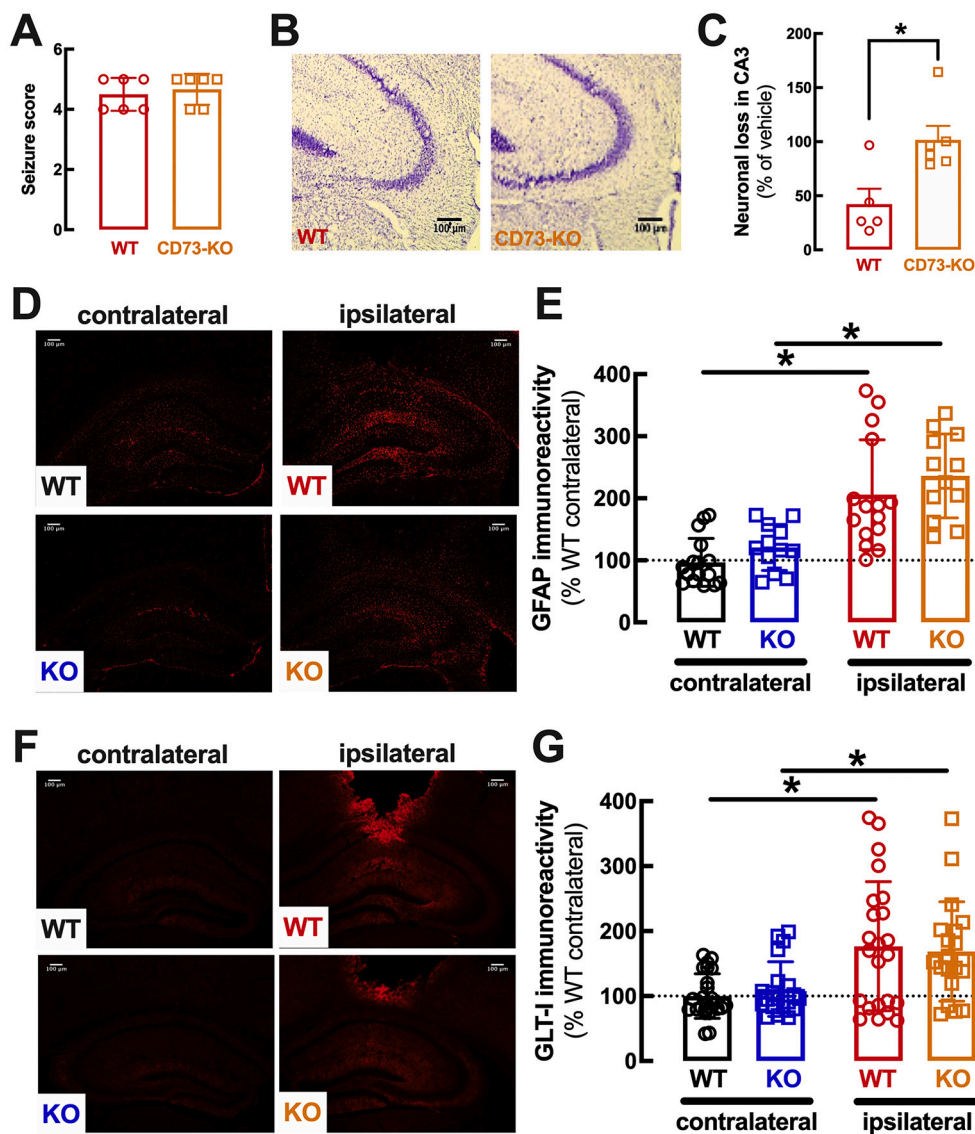 A
Seizure score
6
4
2
0
WT
CD73-KO
B
WT
100 µm
CD73-KO
100 µm
C
Neuronal loss in CA3
(% of vehicle)
200
150
100
50
0
*
WT
CD73-KO
D
contralateral
ipsilateral
100 µm
WT
100 µm
WT
100 µm
KO
100 µm
KO
E
GFAP immunoreactivity
(% WT contralateral)
400
300
200
100
0
*
*
WT
KO
WT
KO
contralateral
ipsilateral
F
contralateral
ipsilateral
100 µm
WT
100 µm
WT
100 µm
KO
100 µm
KO
G
GLT-I immunoreactivity
(% WT contralateral)
400
300
200
100
0
*
*
WT
KO
WT
KO
contralateral
ipsilateral